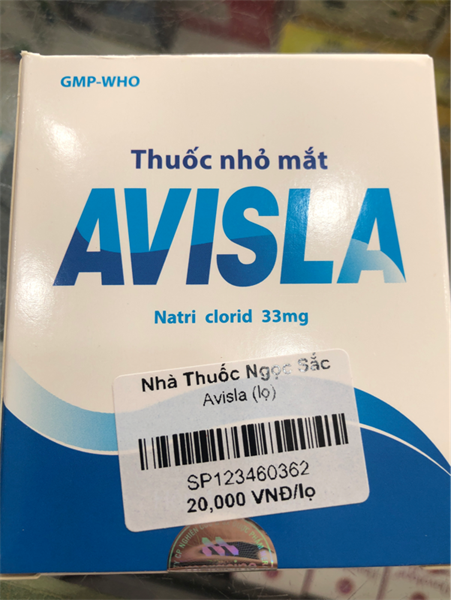 GMP-WHO
Thuốc nhỏ mắt
AVISLA
Natri clorid 33mg
Nhà Thuốc Ngọc Sắc
Avisla (lọ)
SP123460362
20,000 VNĐ/lọ